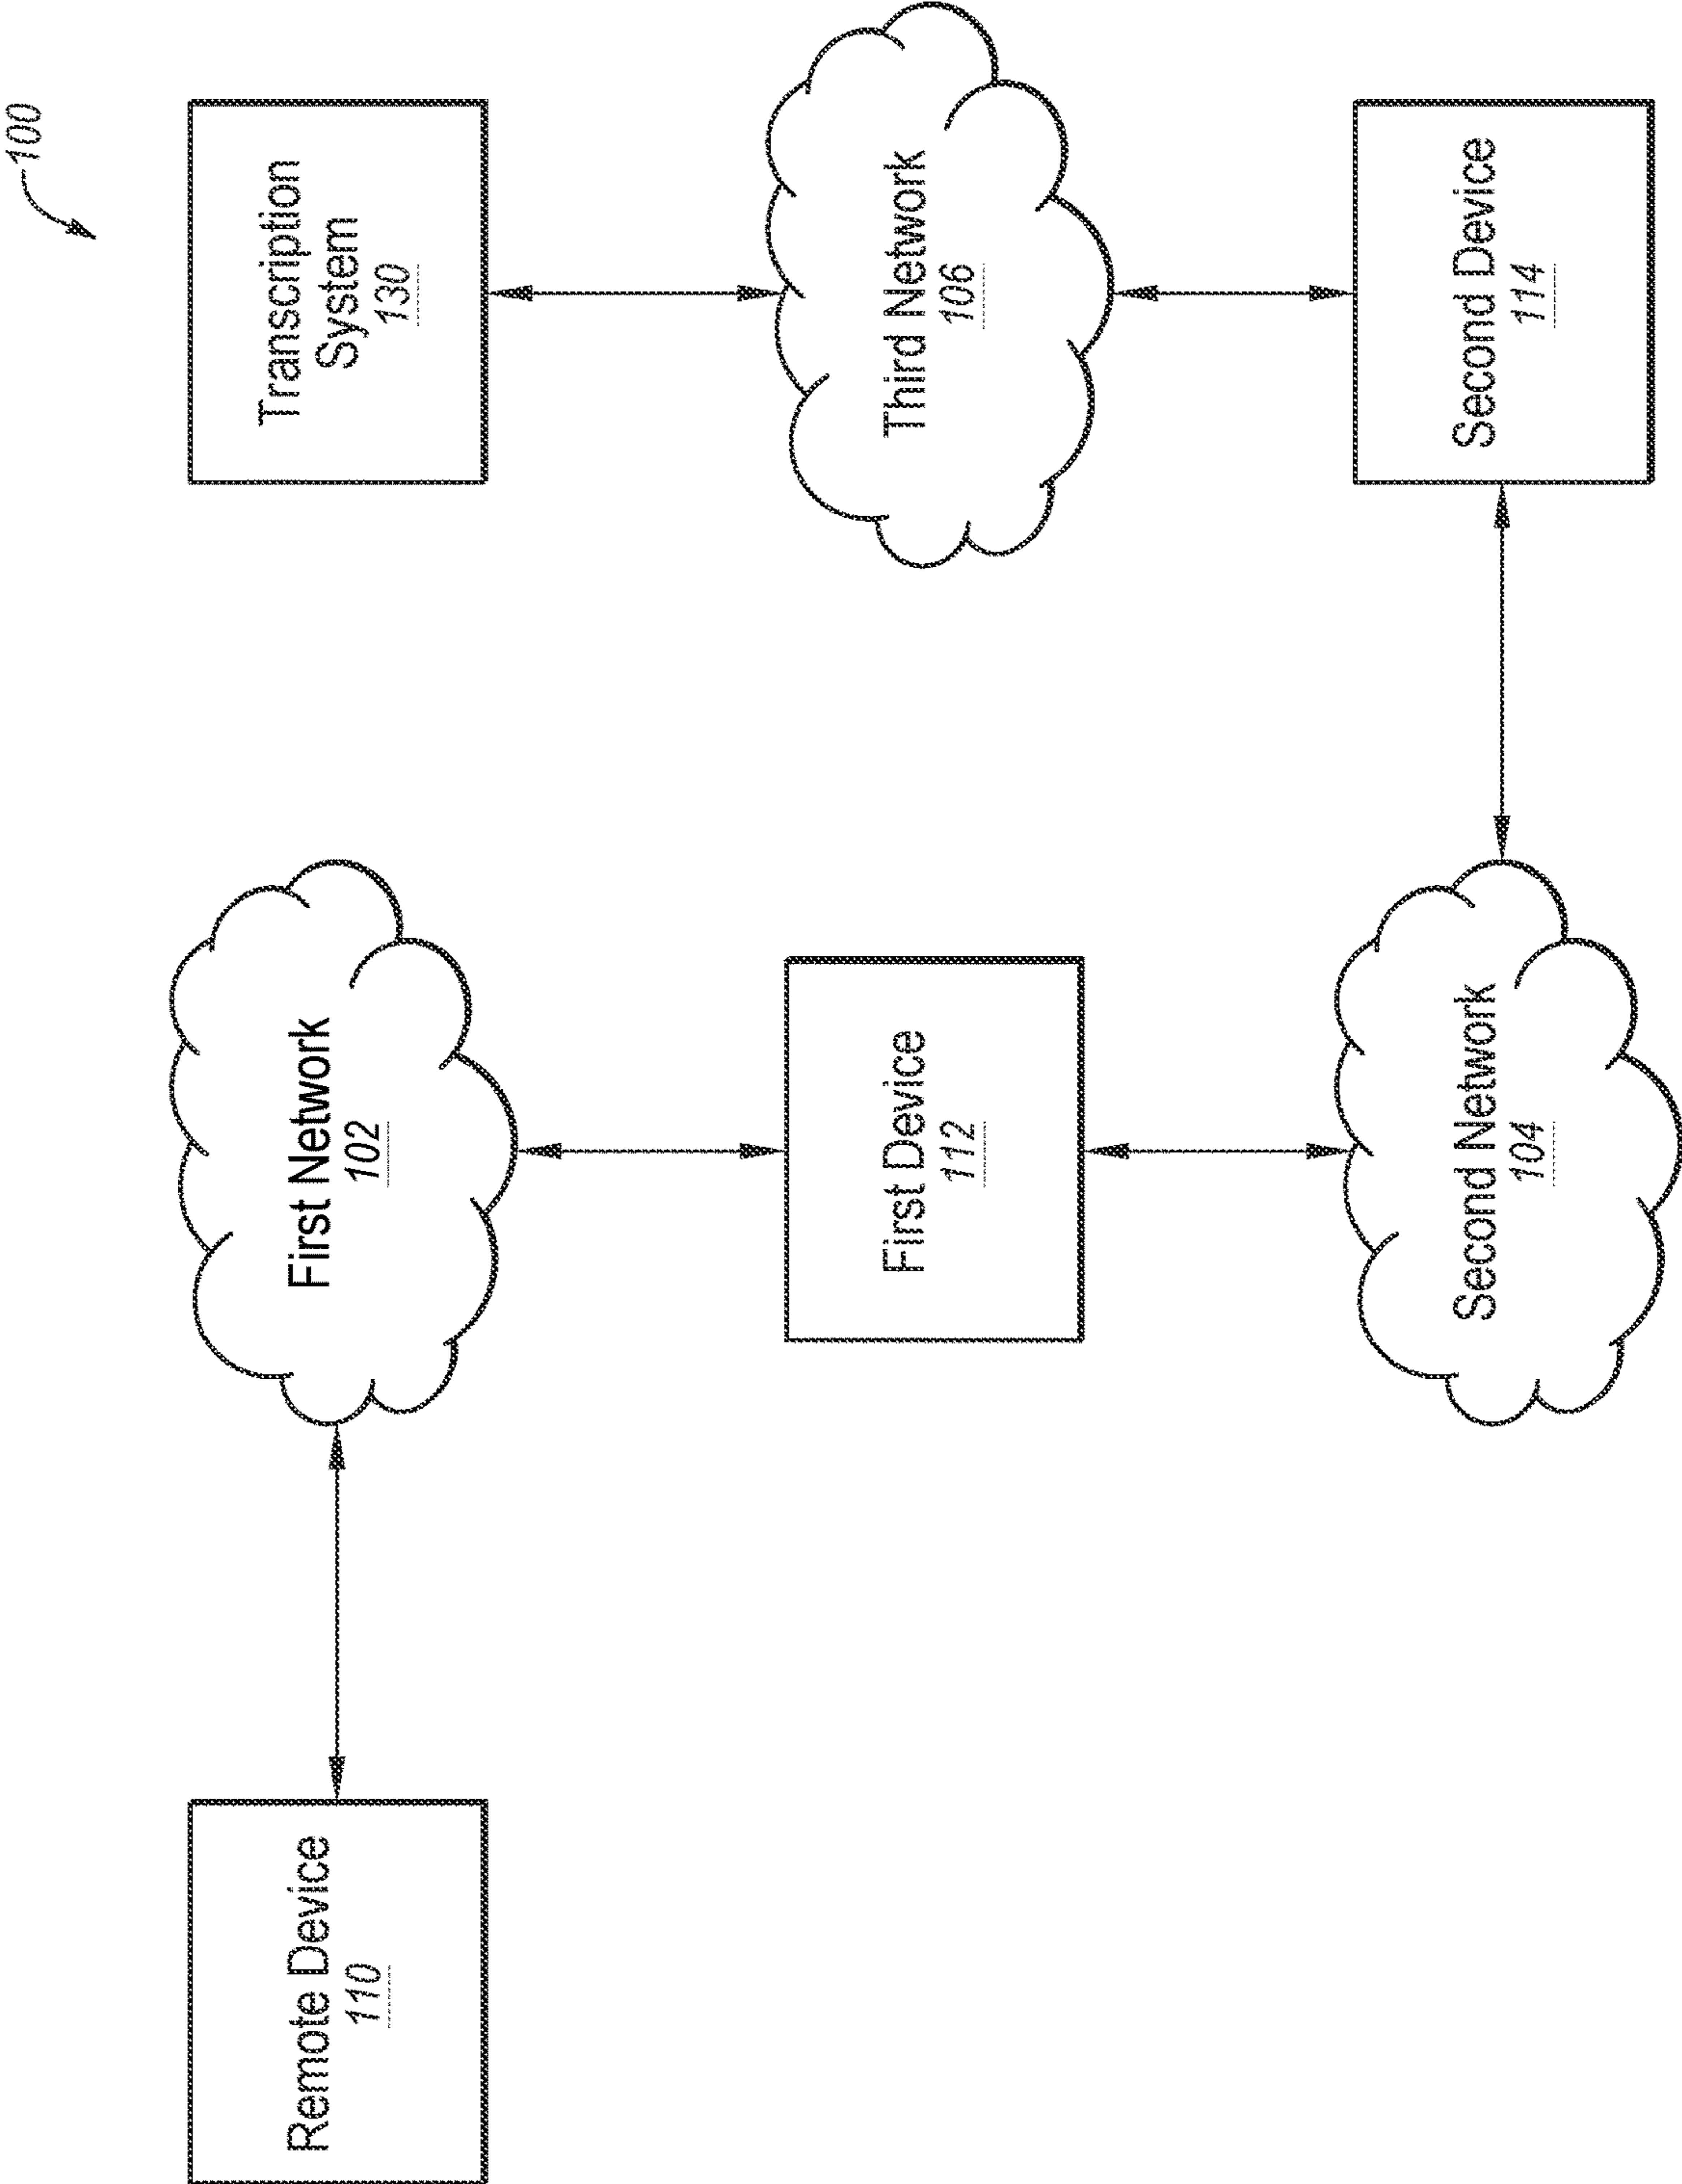 100
Remote Device
110
First Network
102
Transcription
System
130
First Device
112
Third Network
106
Second Network
104
Second Device
114